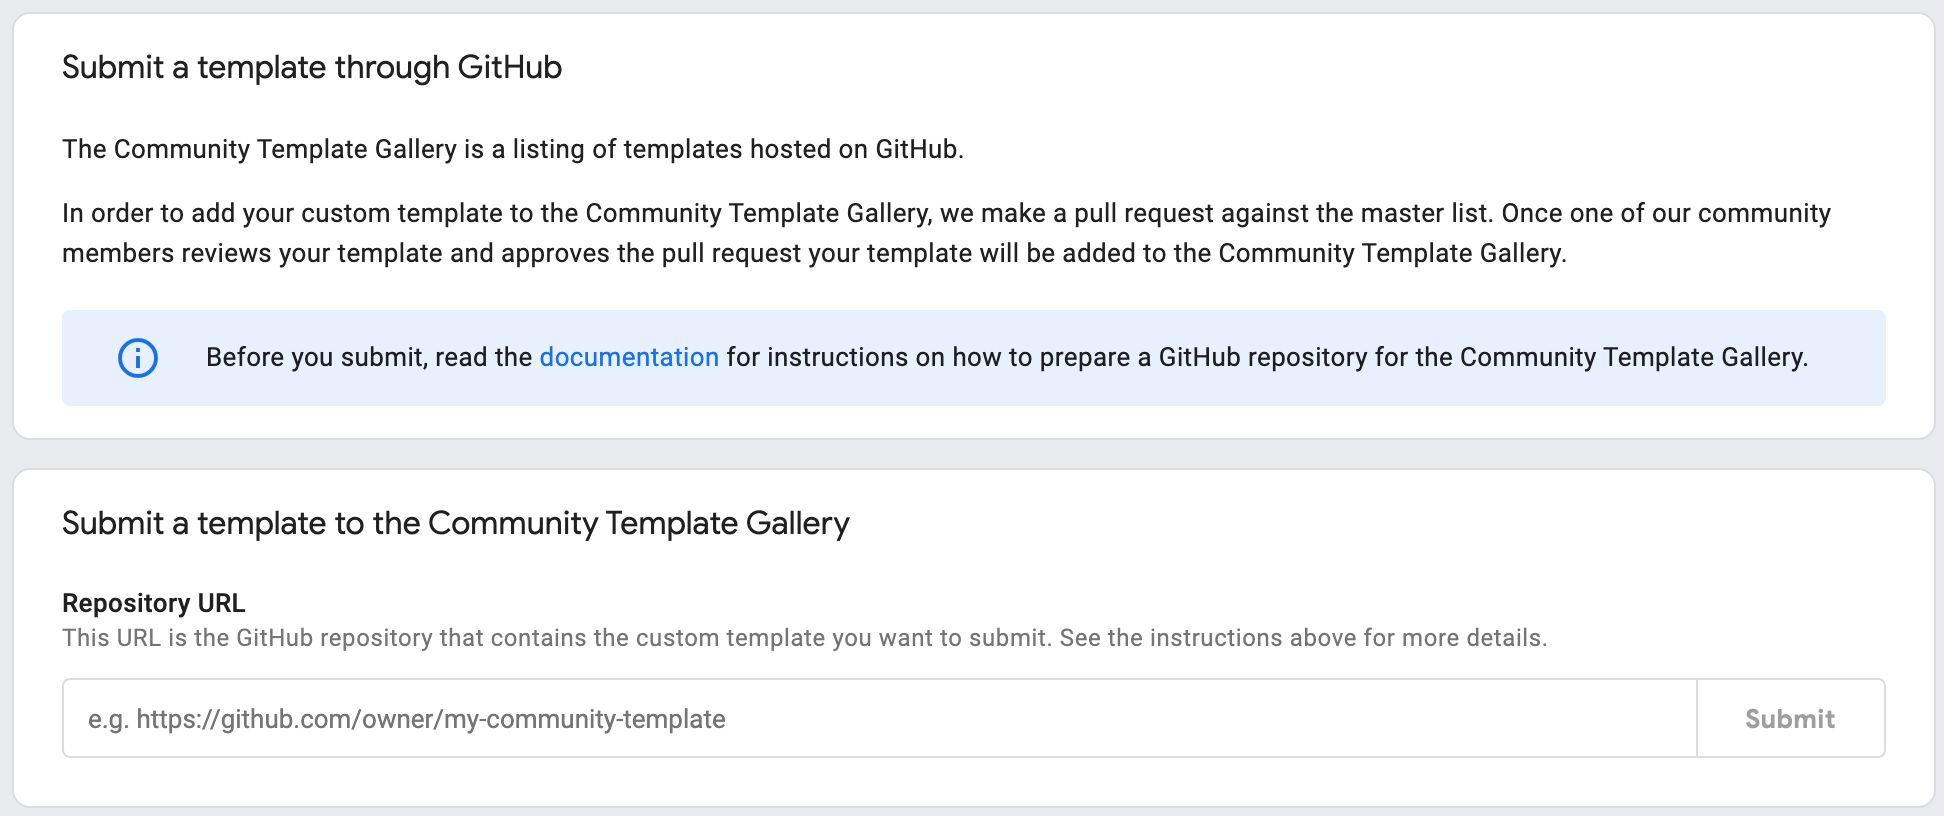 Submit a template through GitHub
The Community Template Gallery is a listing of templates hosted on GitHub.
In order to add your custom template to the Community Template Gallery, we make a pull request against the master list. Once one of our community
members reviews your template and approves the pull request your template will be added to the Community Template Gallery.
Before you submit, read the documentation for instructions on how to prepare a GitHub repository for the Community Template Gallery.
Submit a template to the Community Template Gallery
Repository URL
This URL is the GitHub repository that contains the custom template you want to submit. See the instructions above for more details.
e.g. https://github.com/owner/my-community-template
Submit